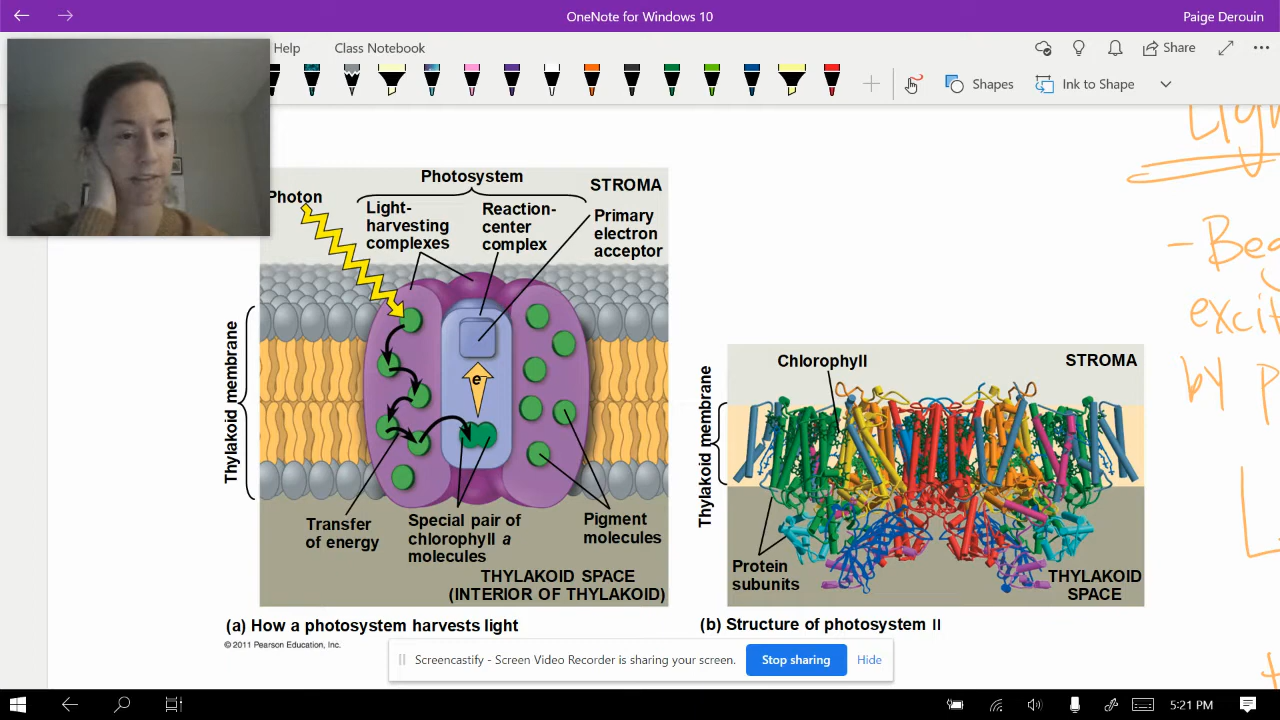 OneNote for Windows 10
Paige Derouin
Help
Class Notebook
Share
Shapes
Ink to Shape
Photosystem
STROMA
Photon
Light-
harvesting
complexes
Reaction-
center
complex
Primary
electron
acceptor
Thylakoid membrane
e-
Transfer
of energy
Special pair of
chlorophyll a
molecules
Pigment
molecules
THYLAKOID SPACE
(INTERIOR OF THYLAKOID)
(a) How a photosystem harvests light
© 2011 Pearson Education, Inc.
Chlorophyll
STROMA
Thylakoid membrane
Protein
subunits
THYLAKOID
SPACE
(b) Structure of photosystem II
by
Screencastify - Screen Video Recorder is sharing your screen.
Stop sharing
Hide
5:21 PM